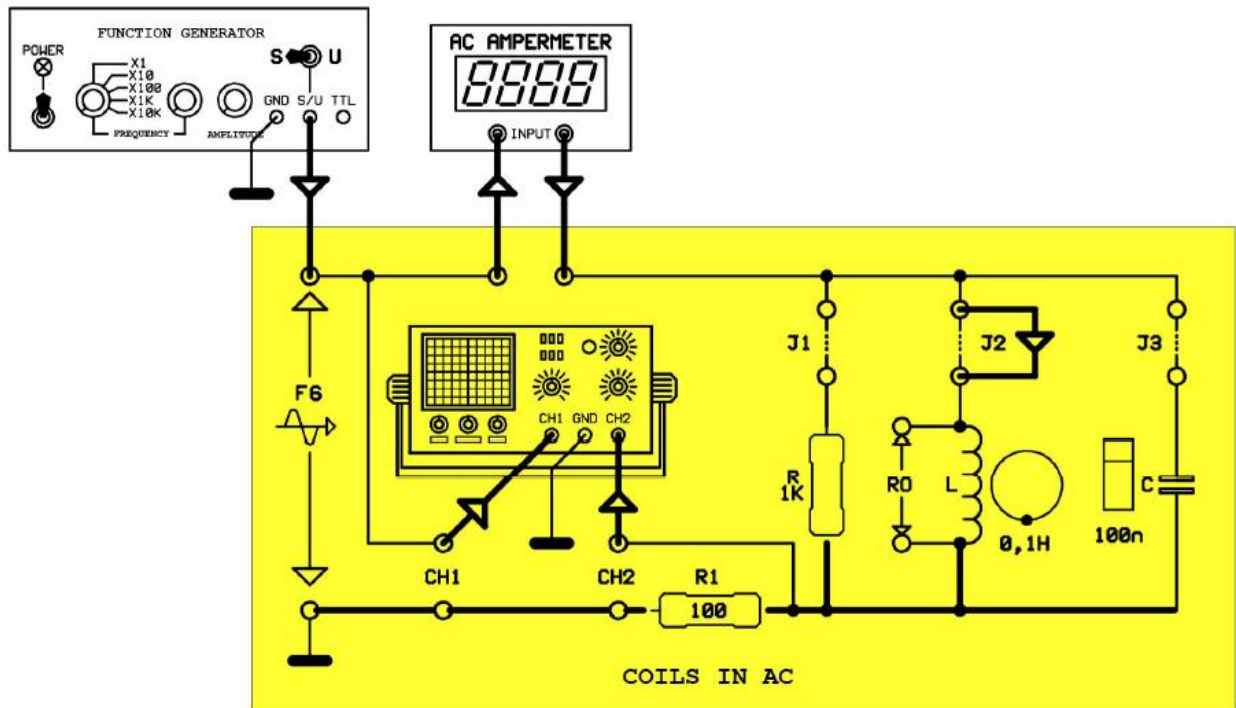 FUNCTION GENERATOR
POWER
S U
X1
X10
X100
X1K
X10K
GND S/U TTL
FREQUENCY
AMPLITUDE
AC AMPERMETER
8888
INPUT
J1
J2
J3
F6
CH1 GND CH2
R
1K
RO
L
0,1H
C
100n
CH1
CH2
R1
100
COILS IN AC